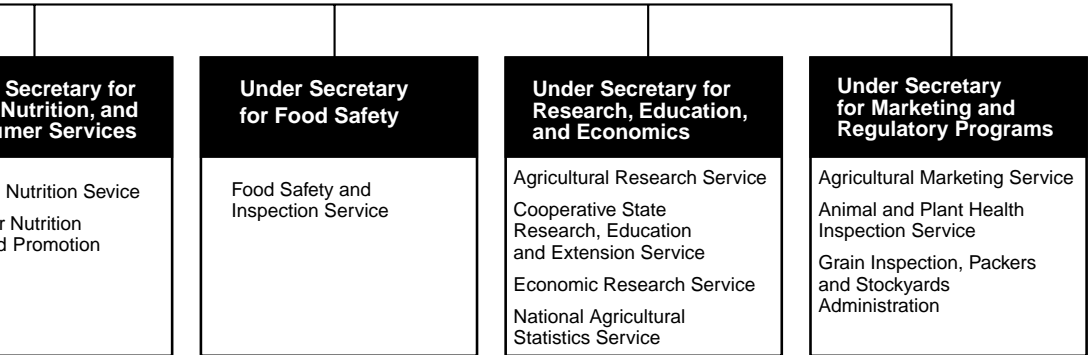 Secretary for
Nutrition, and
umer Services
Nutrition Sevice
r Nutrition
d Promotion
Under Secretary
for Food Safety
Food Safety and
Inspection Service
Under Secretary for
Research, Education,
and Economics
Agricultural Research Service
Cooperative State
Research, Education
and Extension Service
Economic Research Service
National Agricultural
Statistics Service
Under Secretary
for Marketing and
Regulatory Programs
Agricultural Marketing Service
Animal and Plant Health
Inspection Service
Grain Inspection, Packers
and Stockyards
Administration